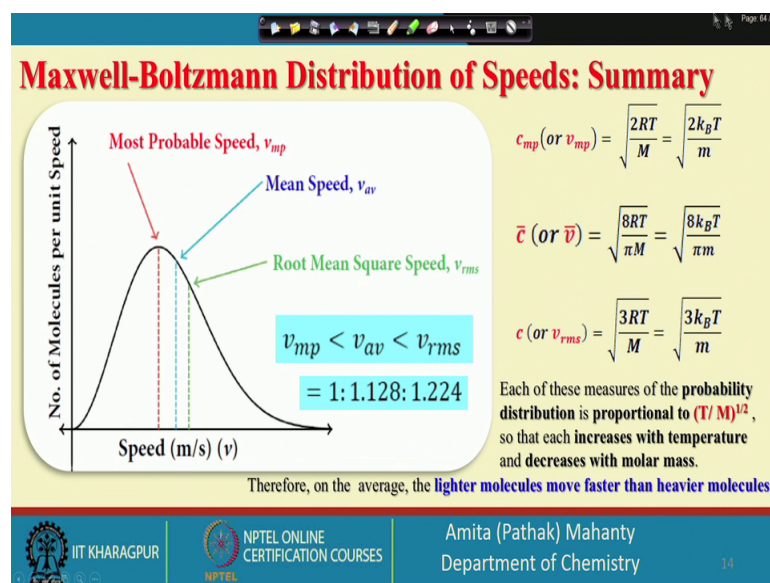 Page: 64 /
Maxwell-Boltzmann Distribution of Speeds: Summary
No. of Molecules per unit Speed
Most Probable Speed, v_mp
Mean Speed, v_av
Root Mean Square Speed, v_rms
v_mp < v_av < v_rms
= 1: 1.128: 1.224
Speed (m/s) (v)
c_mp (or v_mp) = √(2RT/M) = √(2k_BT/m)
c̄ (or v̄) = √(8RT/πM) = √(8k_BT/πm)
c (or v_rms) = √(3RT/M) = √(3k_BT/m)
Each of these measures of the probability
distribution is proportional to (T/ M)^1/2 ,
so that each increases with temperature
and decreases with molar mass.
Therefore, on the average, the lighter molecules move faster than heavier molecules
IIT KHARAGPUR
NPTEL
NPTEL ONLINE
CERTIFICATION COURSES
Amita (Pathak) Mahanty
Department of Chemistry
14